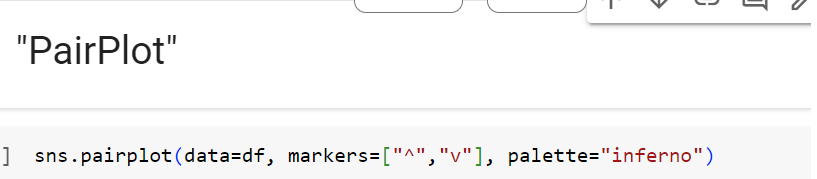 "PairPlot"
] sns.pairplot(data=df, markers=["^","v"], palette="inferno")